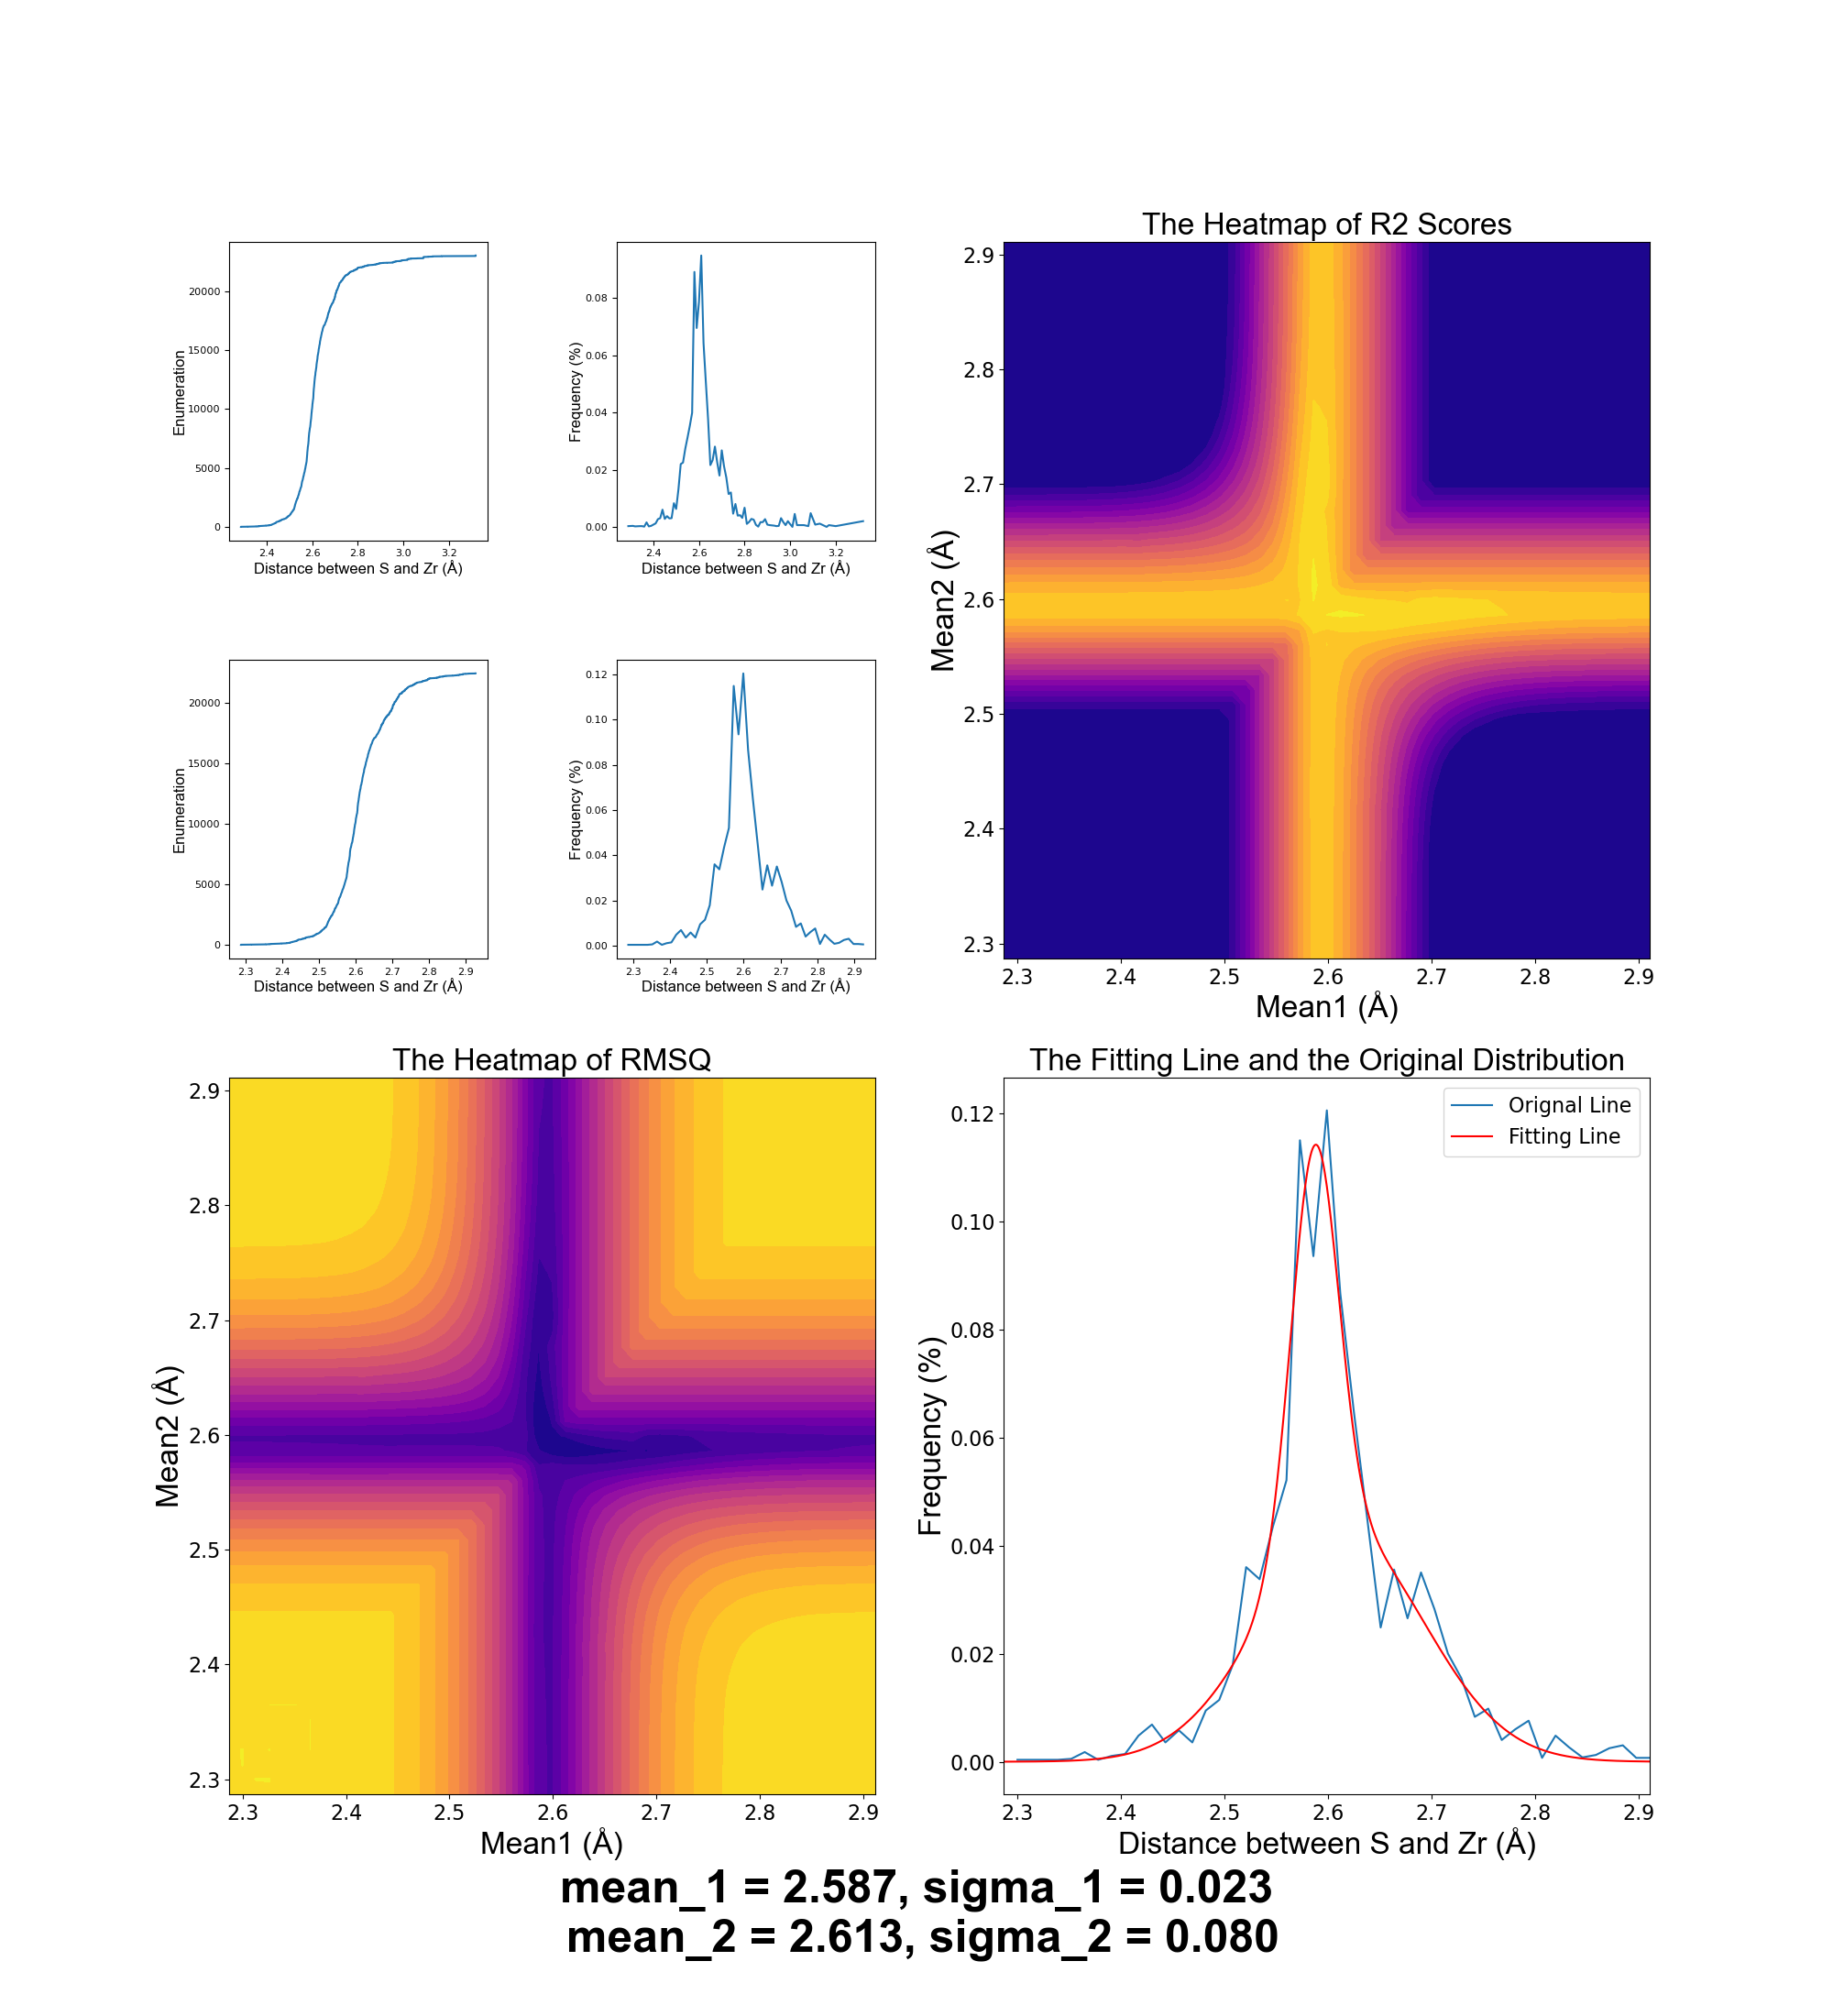 20000
15000
10000
5000
0
Enumeration
2.4 2.6 2.8 3.0 3.2
Distance between S and Zr (Å)
0.08
0.06
0.04
0.02
0.00
Frequency (%)
2.4 2.6 2.8 3.0 3.2
Distance between S and Zr (Å)
20000
15000
10000
5000
0
Enumeration
2.3 2.4 2.5 2.6 2.7 2.8 2.9
Distance between S and Zr (Å)
0.12
0.10
0.08
0.06
0.04
0.02
0.00
Frequency (%)
2.3 2.4 2.5 2.6 2.7 2.8 2.9
Distance between S and Zr (Å)
The Heatmap of R2 Scores
2.9
2.8
2.7
2.6
2.5
2.4
2.3
Mean2 (Å)
2.3 2.4 2.5 2.6 2.7 2.8 2.9
Mean1 (Å)
The Heatmap of RMSQ
2.9
2.8
2.7
2.6
2.5
2.4
2.3
Mean2 (Å)
2.3 2.4 2.5 2.6 2.7 2.8 2.9
Mean1 (Å)
The Fitting Line and the Original Distribution
Orignal Line
Fitting Line
0.12
0.10
0.08
0.06
0.04
0.02
0.00
Frequency (%)
2.3 2.4 2.5 2.6 2.7 2.8 2.9
Distance between S and Zr (Å)
mean_1 = 2.587, sigma_1 = 0.023
mean_2 = 2.613, sigma_2 = 0.080